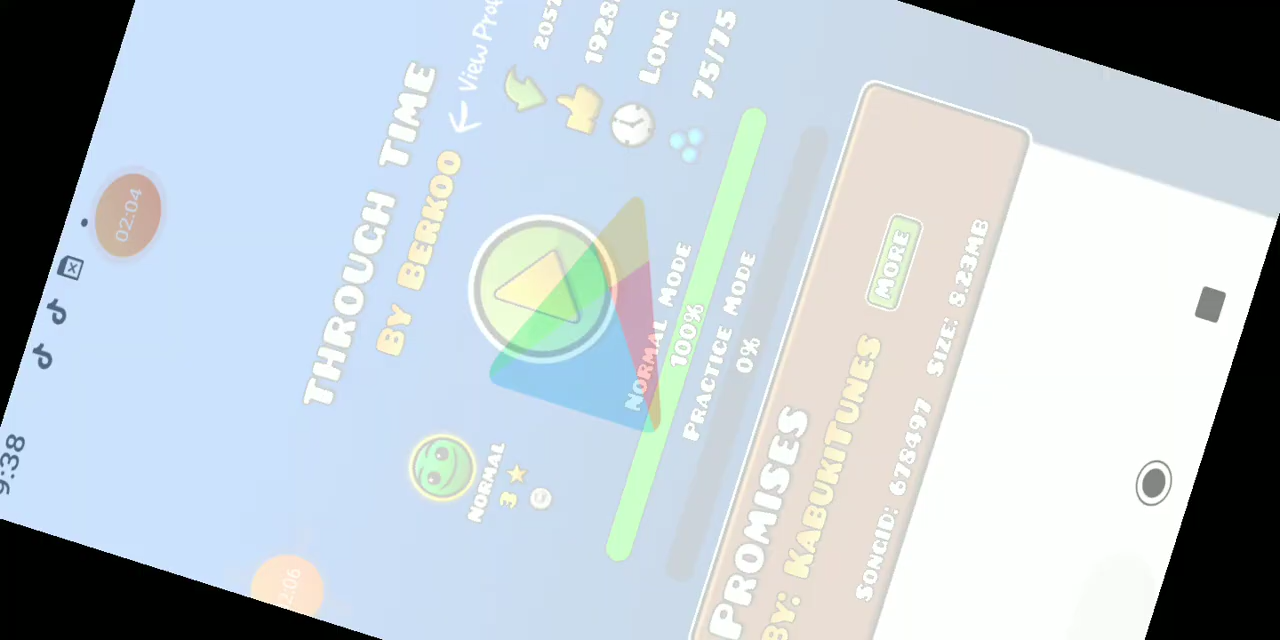 9:38
02:04
THROUGH TIME
BY BERKOO
View Pro
LONG
75/75
NORMAL
3
NORMAL MODE
100%
PRACTICE MODE
0%
PROMISES
BY: KABUKITUNES
MORE
SONGID: 678497 SIZE: 8.23MB